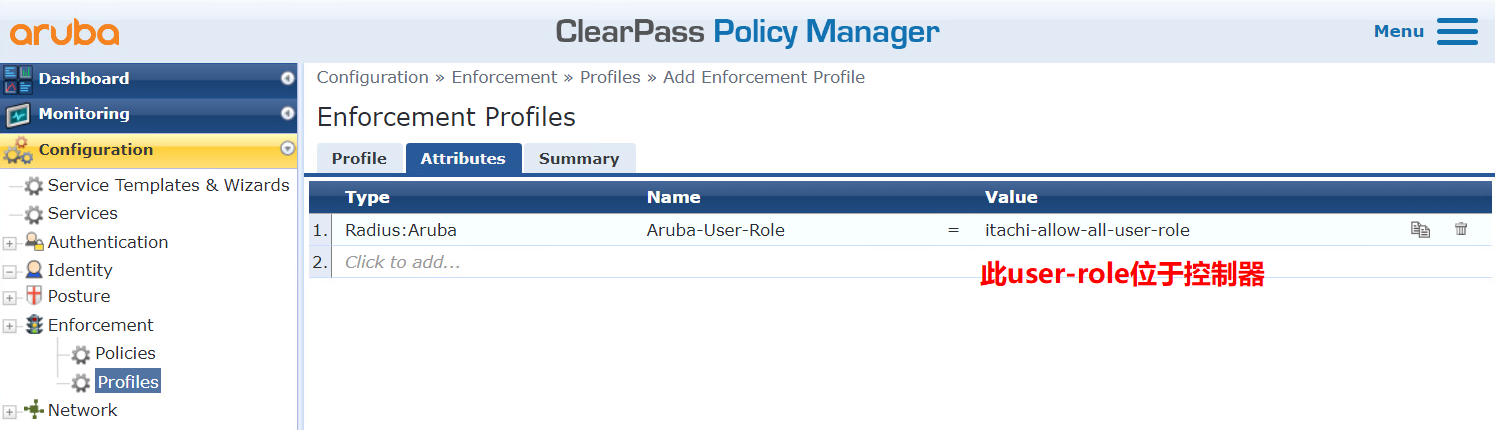 aruba
ClearPass Policy Manager
Menu
Dashboard
Monitoring
Configuration
Service Templates & Wizards
Services
Authentication
Identity
Posture
Enforcement
Policies
Profiles
Network
Configuration » Enforcement » Profiles » Add Enforcement Profile
Enforcement Profiles
Profile Attributes Summary
Type Name Value
1. Radius:Aruba Aruba-User-Role = itachi-allow-all-user-role
2. Click to add...
此user-role位于控制器